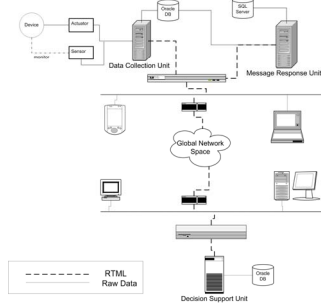 Device
Actuator
Sensor
Oracle
DB
SQL
Server
Data Collection Unit
Message Response Unit
Global Network
Space
Oracle
DB
Decision Support Unit
RTML
Raw Data